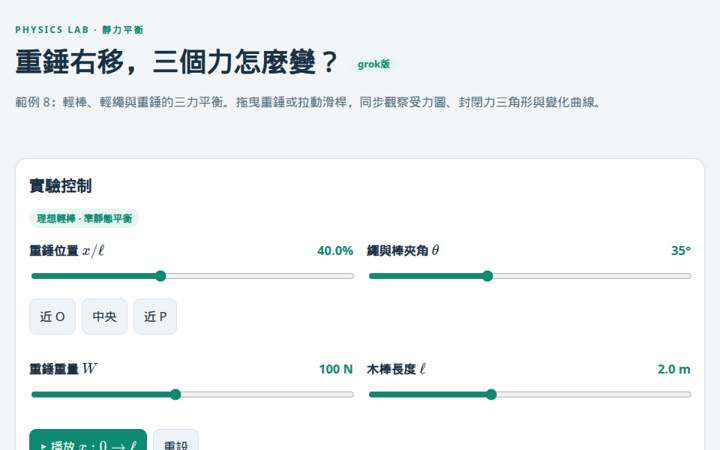 PHYSICS LAB · 靜力平衡
重錘右移，三個力怎麼變？ grok版
範例 8：輕棒、輕繩與重錘的三力平衡。拖曳重錘或拉動滑桿，同步觀察受力圖、封閉力三角形與變化曲線。
實驗控制
理想輕棒 · 準靜態平衡
重錘位置 x/ℓ 40.0% 繩與棒夾角 θ 35°
近 O 中央 近 P
重錘重量 W 100 N 木棒長度 ℓ 2.0 m
▶ 播放 x : 0 → ℓ 重設